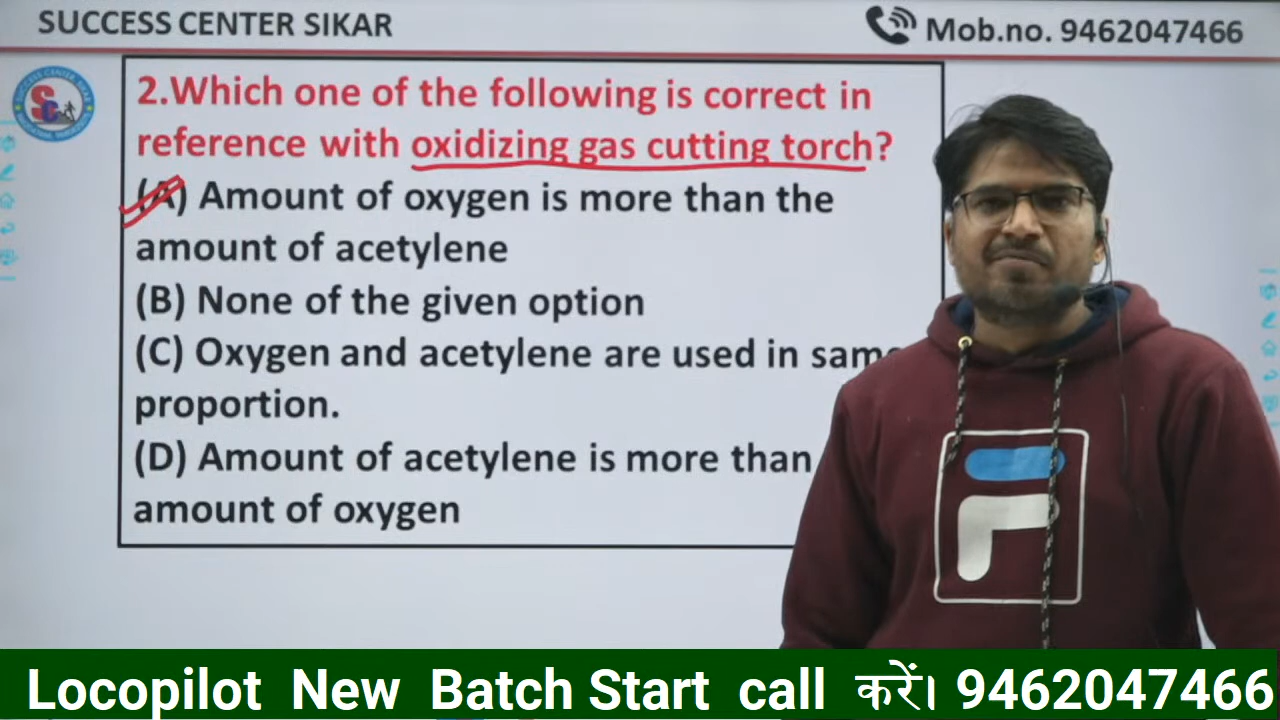 SUCCESS CENTER SIKAR
Mob.no. 9462047466
2.Which one of the following is correct in
reference with oxidizing gas cutting torch?
(A) Amount of oxygen is more than the
amount of acetylene
(B) None of the given option
(C) Oxygen and acetylene are used in same
proportion.
(D) Amount of acetylene is more than
amount of oxygen
Locopilot New Batch Start call करें। 9462047466